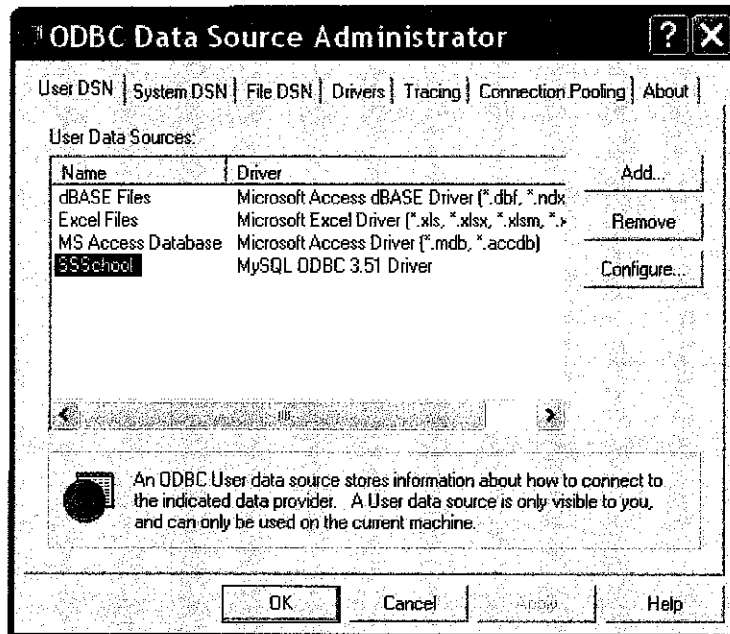 ODBC Data Source Administrator
User DSN System DSN File DSN Drivers Tracing Connection Pooling About
User Data Sources:
Name Driver
dBASE Files Microsoft Access dBASE Driver (*.dbf, *.ndx
Excel Files Microsoft Excel Driver (*.xls, *.xlsx, *.xlsm, *.x
MS Access Database Microsoft Access Driver (*.mdb, *.accdb)
SSSchool MySQL ODBC 3.51 Driver
Add...
Remove
Configure...
An ODBC User data source stores information about how to connect to
the indicated data provider. A User data source is only visible to you,
and can only be used on the current machine.
OK Cancel Apply Help